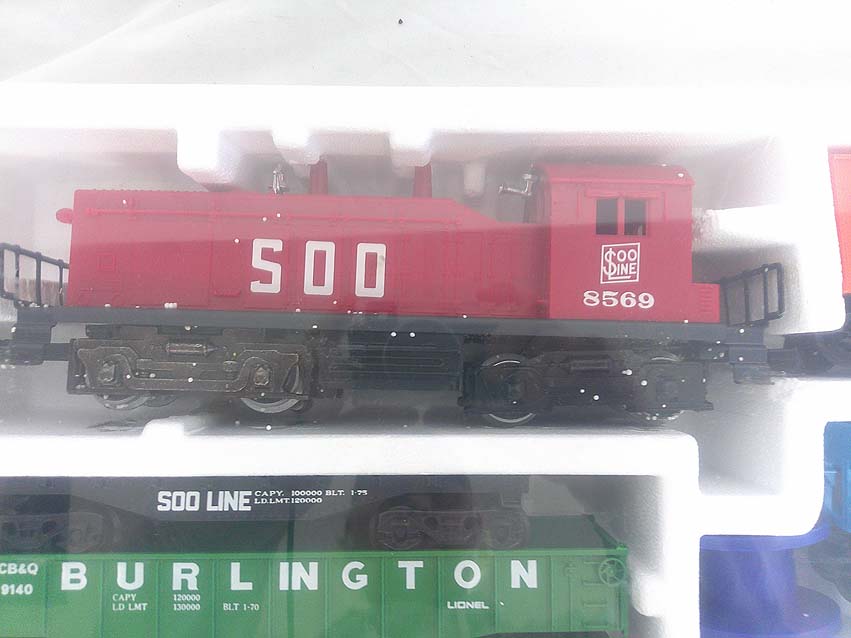 SOO
SOO
LINE
8569
SOO LINE
CAPY. 100000 BLT. 1-75
LD.LMT.120000
CB&Q
9140
BURLINGTON
CAPY 120000
LD LMT 130000 BLT 1-70
LIONEL